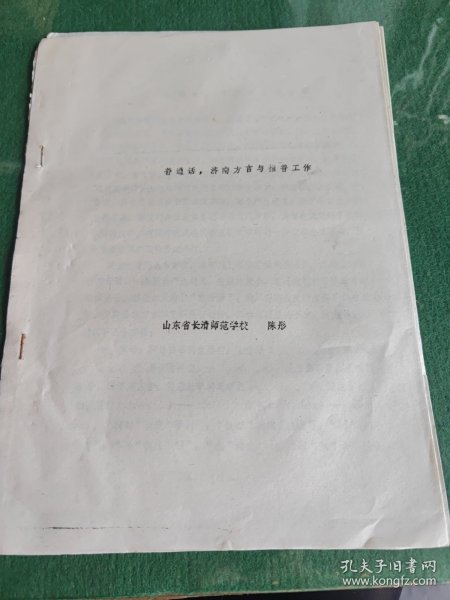 普通话，济南方言与推普工作
山东省长清师范学校 陈彤
孔夫子旧书网
www.kongfz.com